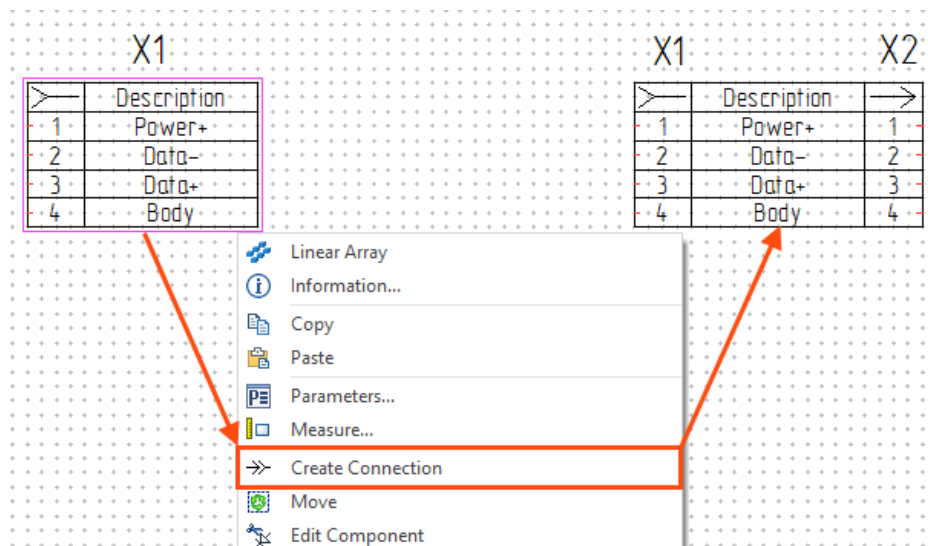 X1
Description
1 Power+
2 Data-
3 Data+
4 Body
X1 X2
Description
1 Power+ 1
2 Data- 2
3 Data+ 3
4 Body 4
Linear Array
Information...
Copy
Paste
Parameters...
Measure...
Create Connection
Move
Edit Component